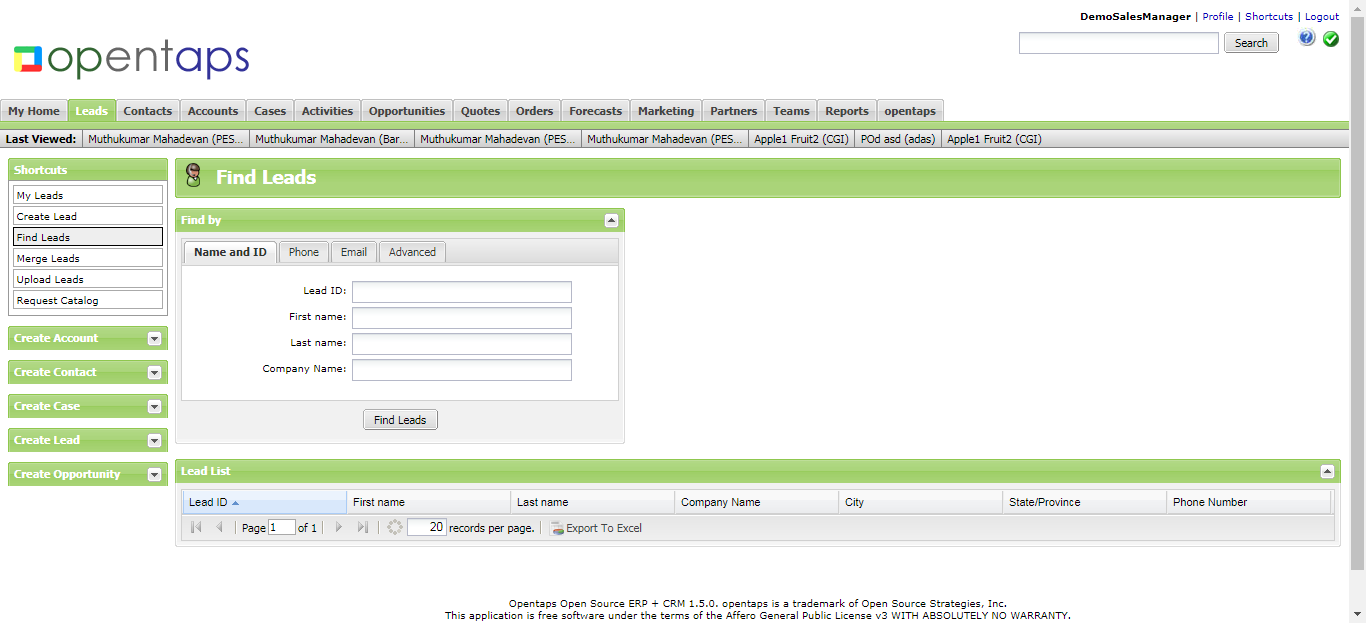 DemoSalesManager | Profile | Shortcuts | Logout
Search
opentaps
My Home Leads Contacts Accounts Cases Activities Opportunities Quotes Orders Forecasts Marketing Partners Teams Reports opentaps
Last Viewed: Muthukumar Mahadevan (PES... Muthukumar Mahadevan (Bar... Muthukumar Mahadevan (PES... Muthukumar Mahadevan (PES... Apple1 Fruit2 (CGI) POd asd (adas) Apple1 Fruit2 (CGI)
Shortcuts
My Leads
Create Lead
Find Leads
Merge Leads
Upload Leads
Request Catalog
Create Account
Create Contact
Create Case
Create Lead
Create Opportunity
Find Leads
Find by
Name and ID Phone Email Advanced
Lead ID:
First name:
Last name:
Company Name:
Find Leads
Lead List
Lead ID First name Last name Company Name City State/Province Phone Number
Page 1 of 1 20 records per page. Export To Excel
Opentaps Open Source ERP + CRM 1.5.0. opentaps is a trademark of Open Source Strategies, Inc.
This application is free software under the terms of the Affero General Public License v3 WITH ABSOLUTELY NO WARRANTY.